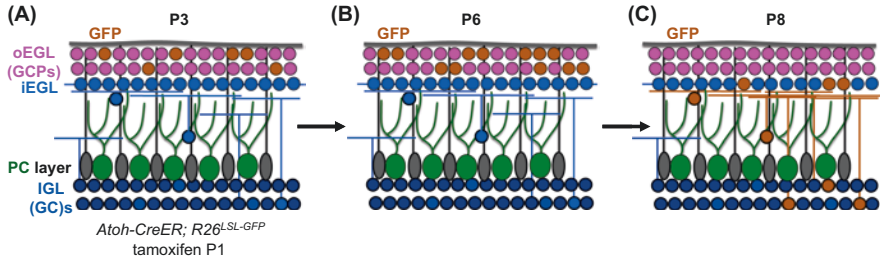 (A) P3
GFP
oEGL
(GCPs)
iEGL
PC layer
IGL
(GC)s
Atoh-CreER; R26LSL-GFP
tamoxifen P1
(B) P6
GFP
(C) P8
GFP